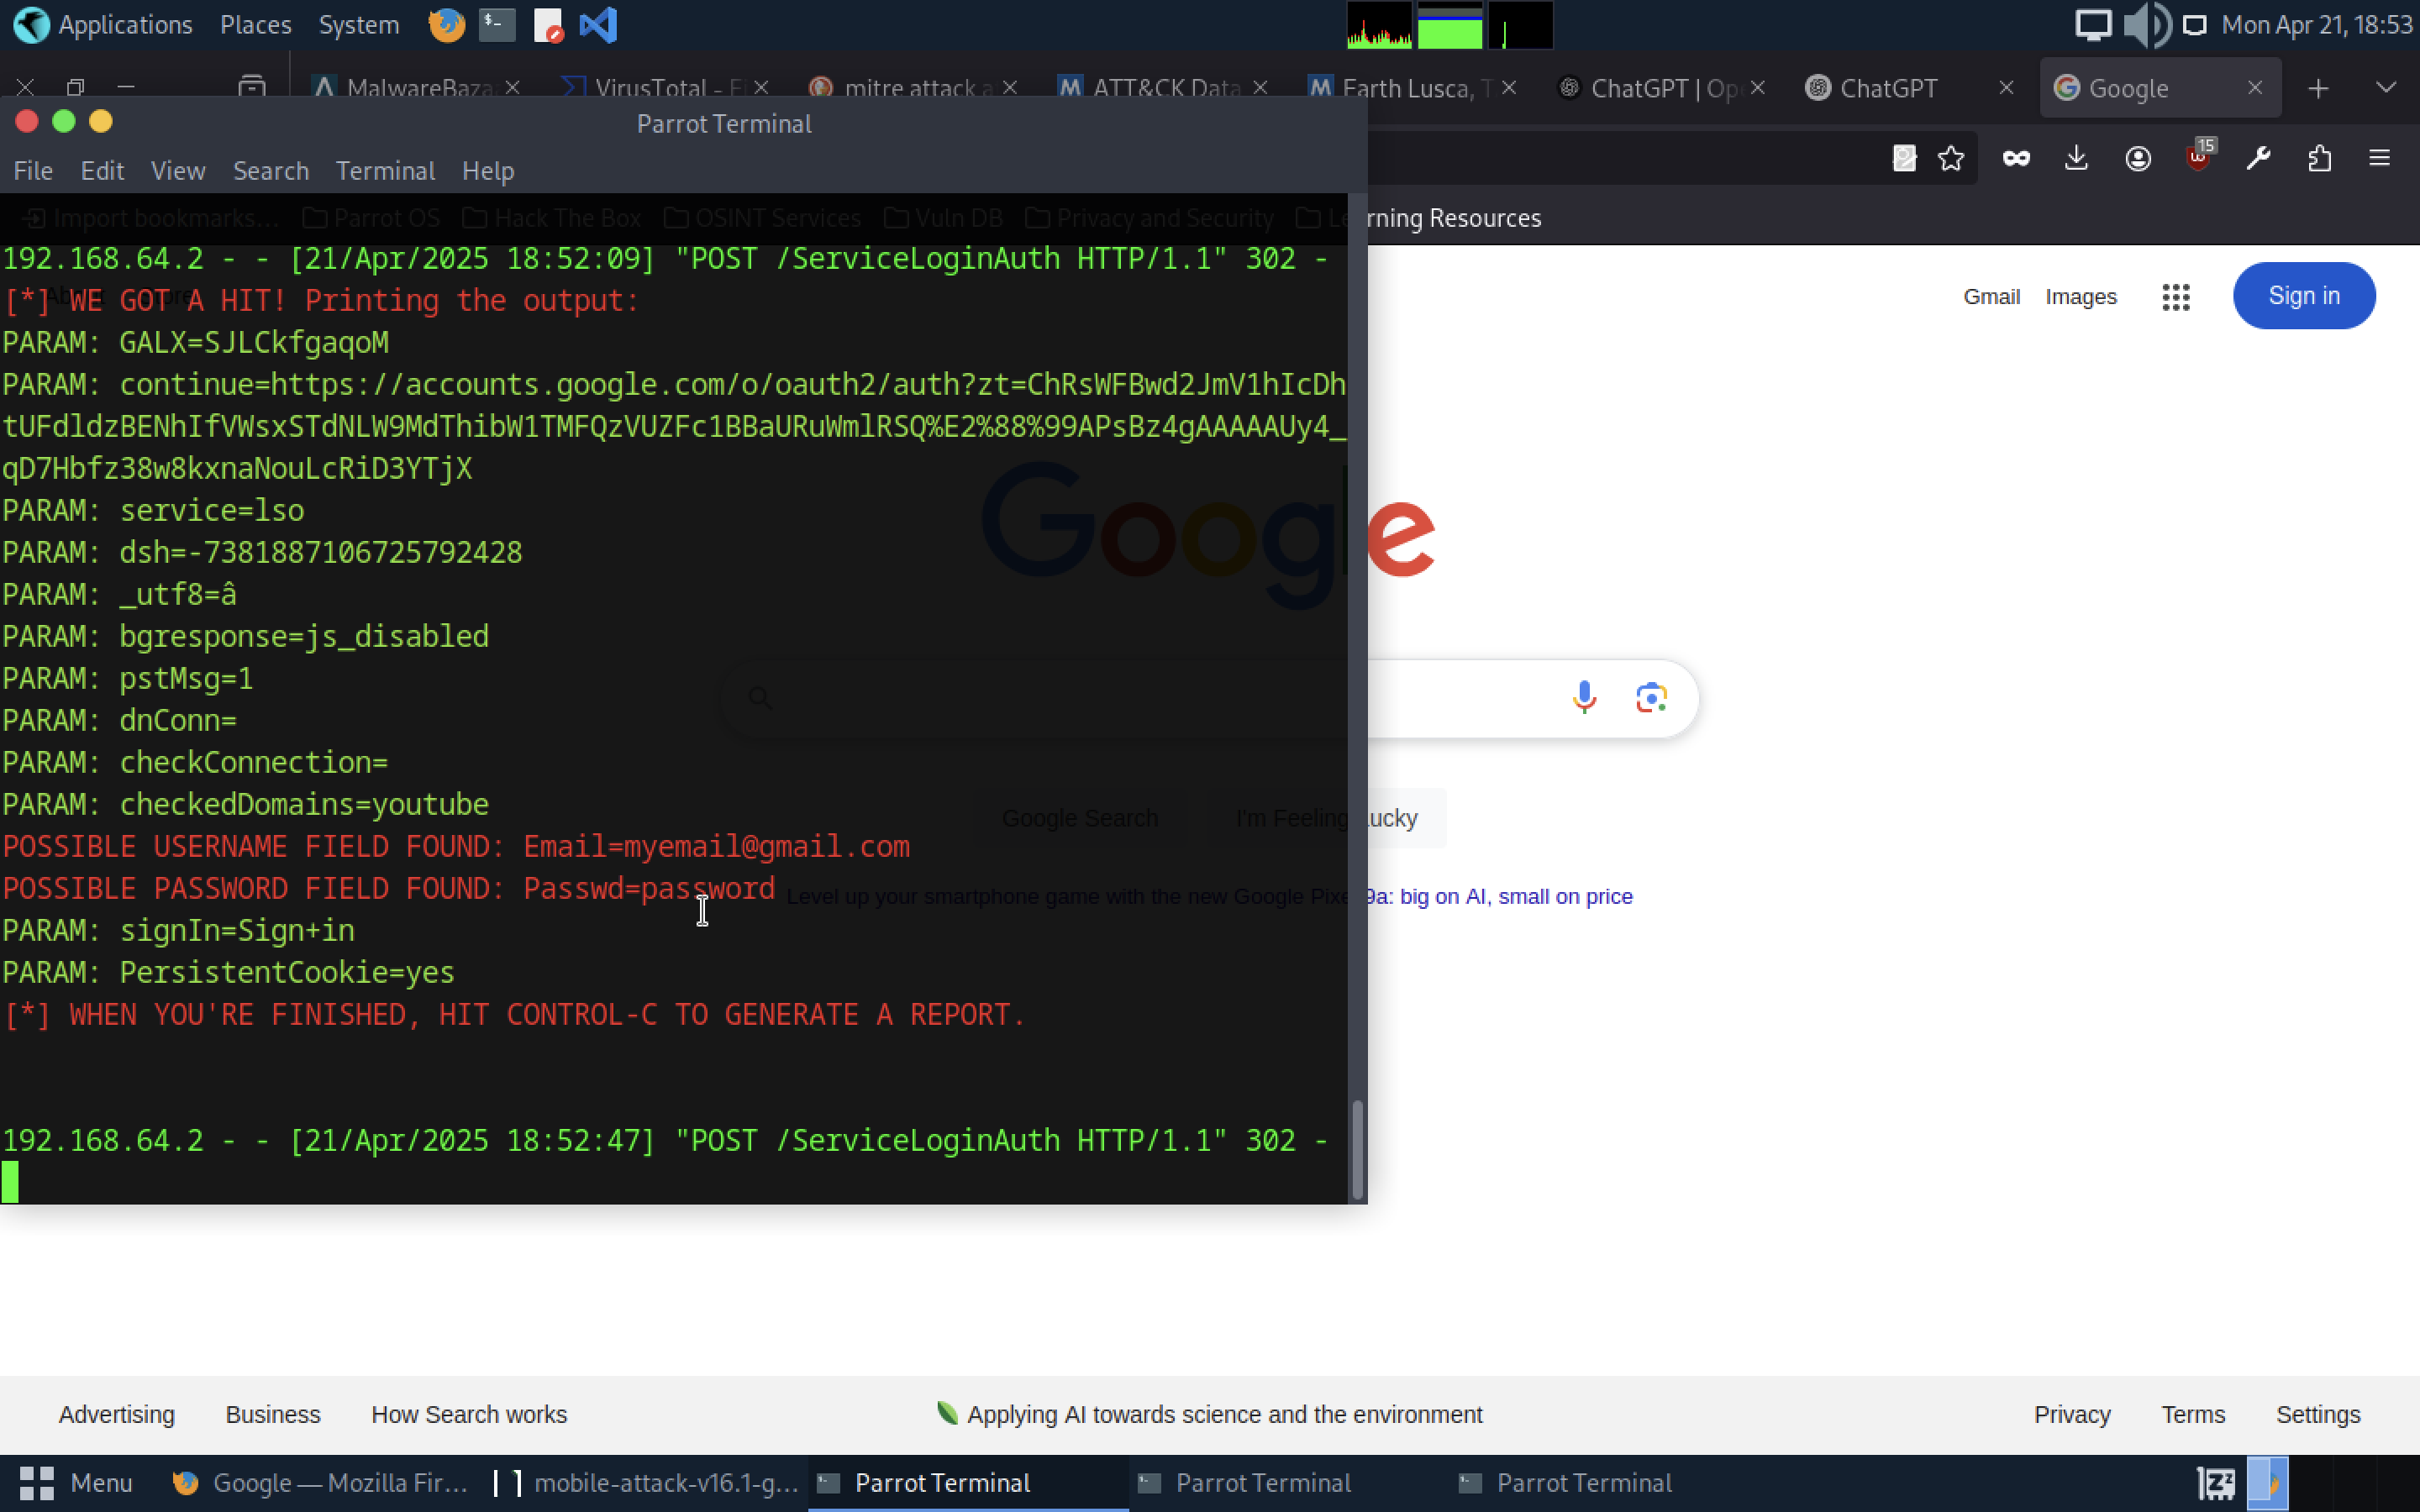 Applications Places System
Mon Apr 21, 18:53
MalwareBaza
VirusTotal - Fi
mitre attack a
ATT&CK Data
Earth Lusca, T
ChatGPT | Ope
ChatGPT
Google
Parrot Terminal
15
File Edit View Search Terminal Help
Import bookmarks... Parrot OS Hack The Box OSINT Services Vuln DB Privacy and Security Learning Resources
192.168.64.2 - - [21/Apr/2025 18:52:09] "POST /ServiceLoginAuth HTTP/1.1" 302 -
[*] WE GOT A HIT! Printing the output:
Gmail Images Sign in
PARAM: GALX=SJLCkfgaqoM
PARAM: continue=https://accounts.google.com/o/oauth2/auth?zt=ChRsWFBwd2JmV1hIcDh
tUFdldzBENhIfVWsxSTdNLW9MdThibW1TMFQzVUZFc1BBaURuWmlRSQ%E2%88%99APsBz4gAAAAAUy4_
qD7Hbfz38w8kxnaNouLcRiD3YTjX
PARAM: service=lso
Google
PARAM: dsh=-7381887106725792428
PARAM: _utf8=â
PARAM: bgresponse=js_disabled
PARAM: pstMsg=1
PARAM: dnConn=
PARAM: checkConnection=
PARAM: checkedDomains=youtube
Google Search I'm Feeling Lucky
POSSIBLE USERNAME FIELD FOUND: Email=myemail@gmail.com
POSSIBLE PASSWORD FIELD FOUND: Passwd=password
Level up your smartphone game with the new Google Pixel 9a: big on AI, small on price
PARAM: signIn=Sign+in
PARAM: PersistentCookie=yes
[*] WHEN YOU'RE FINISHED, HIT CONTROL-C TO GENERATE A REPORT.
192.168.64.2 - - [21/Apr/2025 18:52:47] "POST /ServiceLoginAuth HTTP/1.1" 302 -
Advertising Business How Search works Applying AI towards science and the environment Privacy Terms Settings
Menu Google — Mozilla Fir... mobile-attack-v16.1-g... Parrot Terminal Parrot Terminal Parrot Terminal